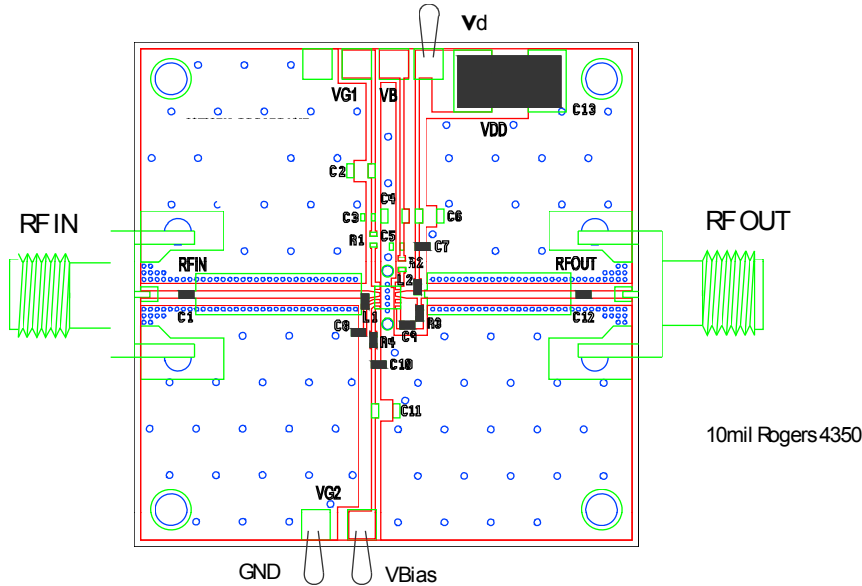 Vd
VG1
VB
VDD
C13
C2
C3
C4
C6
R1
C5
C7
R2
RF IN
RF OUT
RFIN
L2
RFOUT
C1
L1
R3
C12
C8
R4
C9
C10
C11
10mil Rogers 4350
VG2
GND
VBias